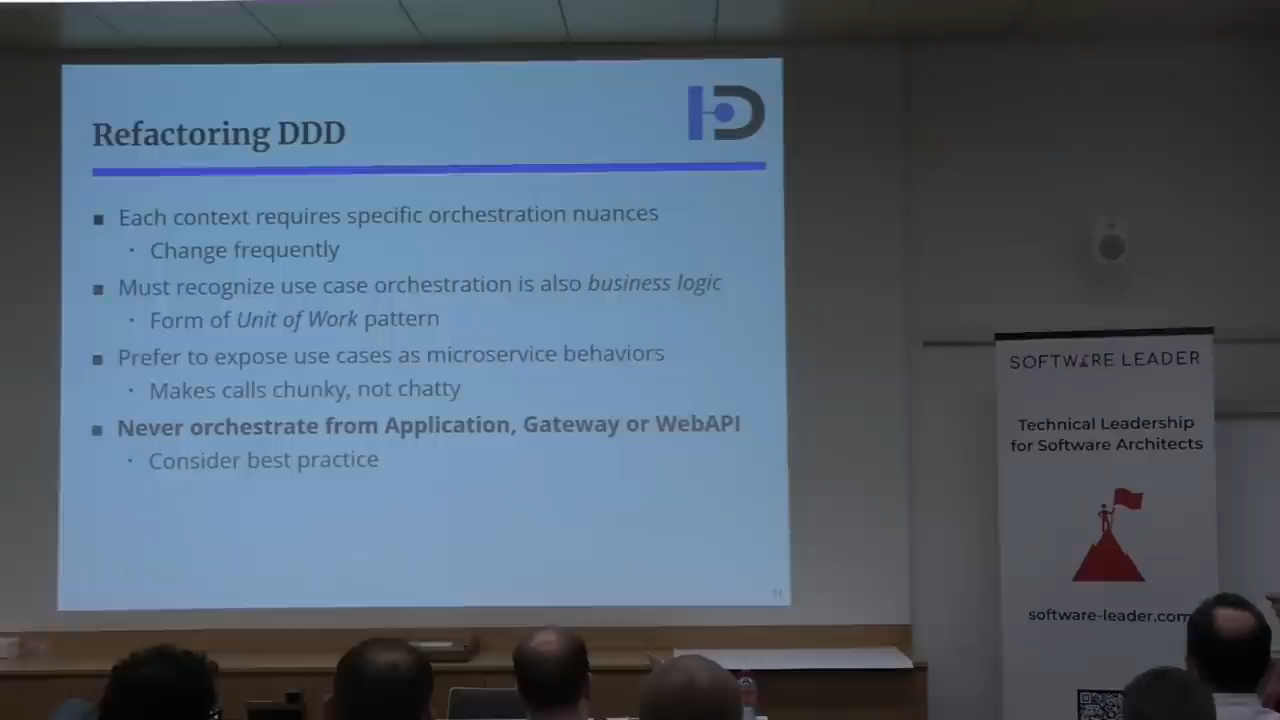 Refactoring DDD
Each context requires specific orchestration nuances
Change frequently
Must recognize use case orchestration is also business logic
Form of Unit of Work pattern
Prefer to expose use cases as microservice behaviors
Makes calls chunky, not chatty
Never orchestrate from Application, Gateway or WebAPI
Consider best practice
SOFTWARE LEADER
Technical Leadership
for Software Architects
software-leader.com